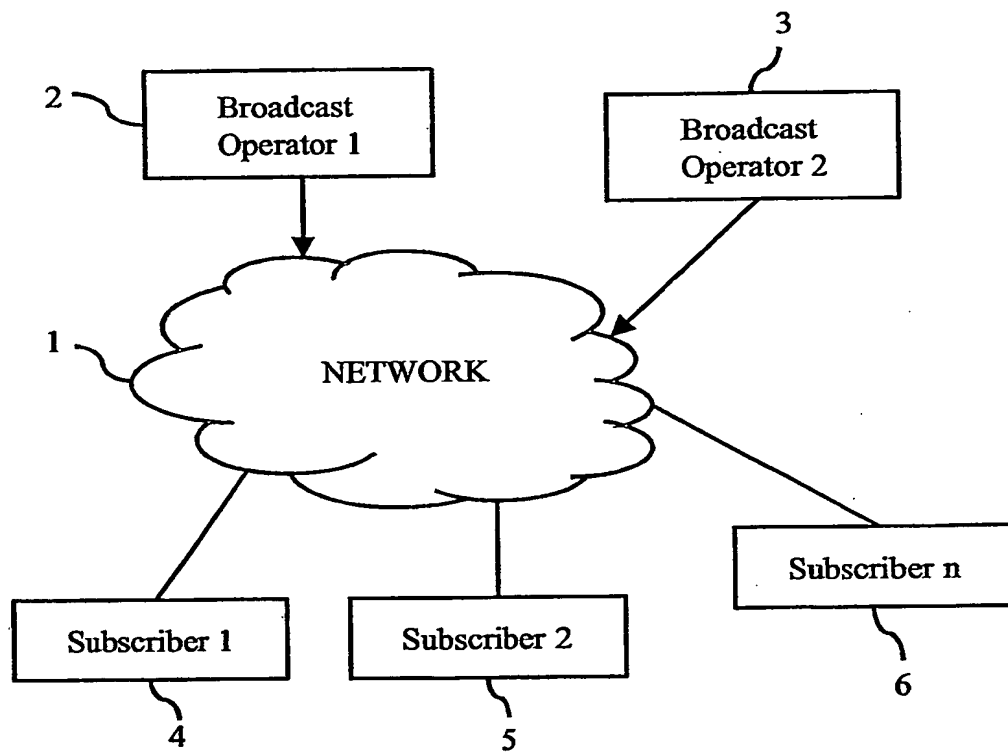 3
2
Broadcast
Operator 1
Broadcast
Operator 2
1
NETWORK
Subscriber n
Subscriber 1
Subscriber 2
6
4
5